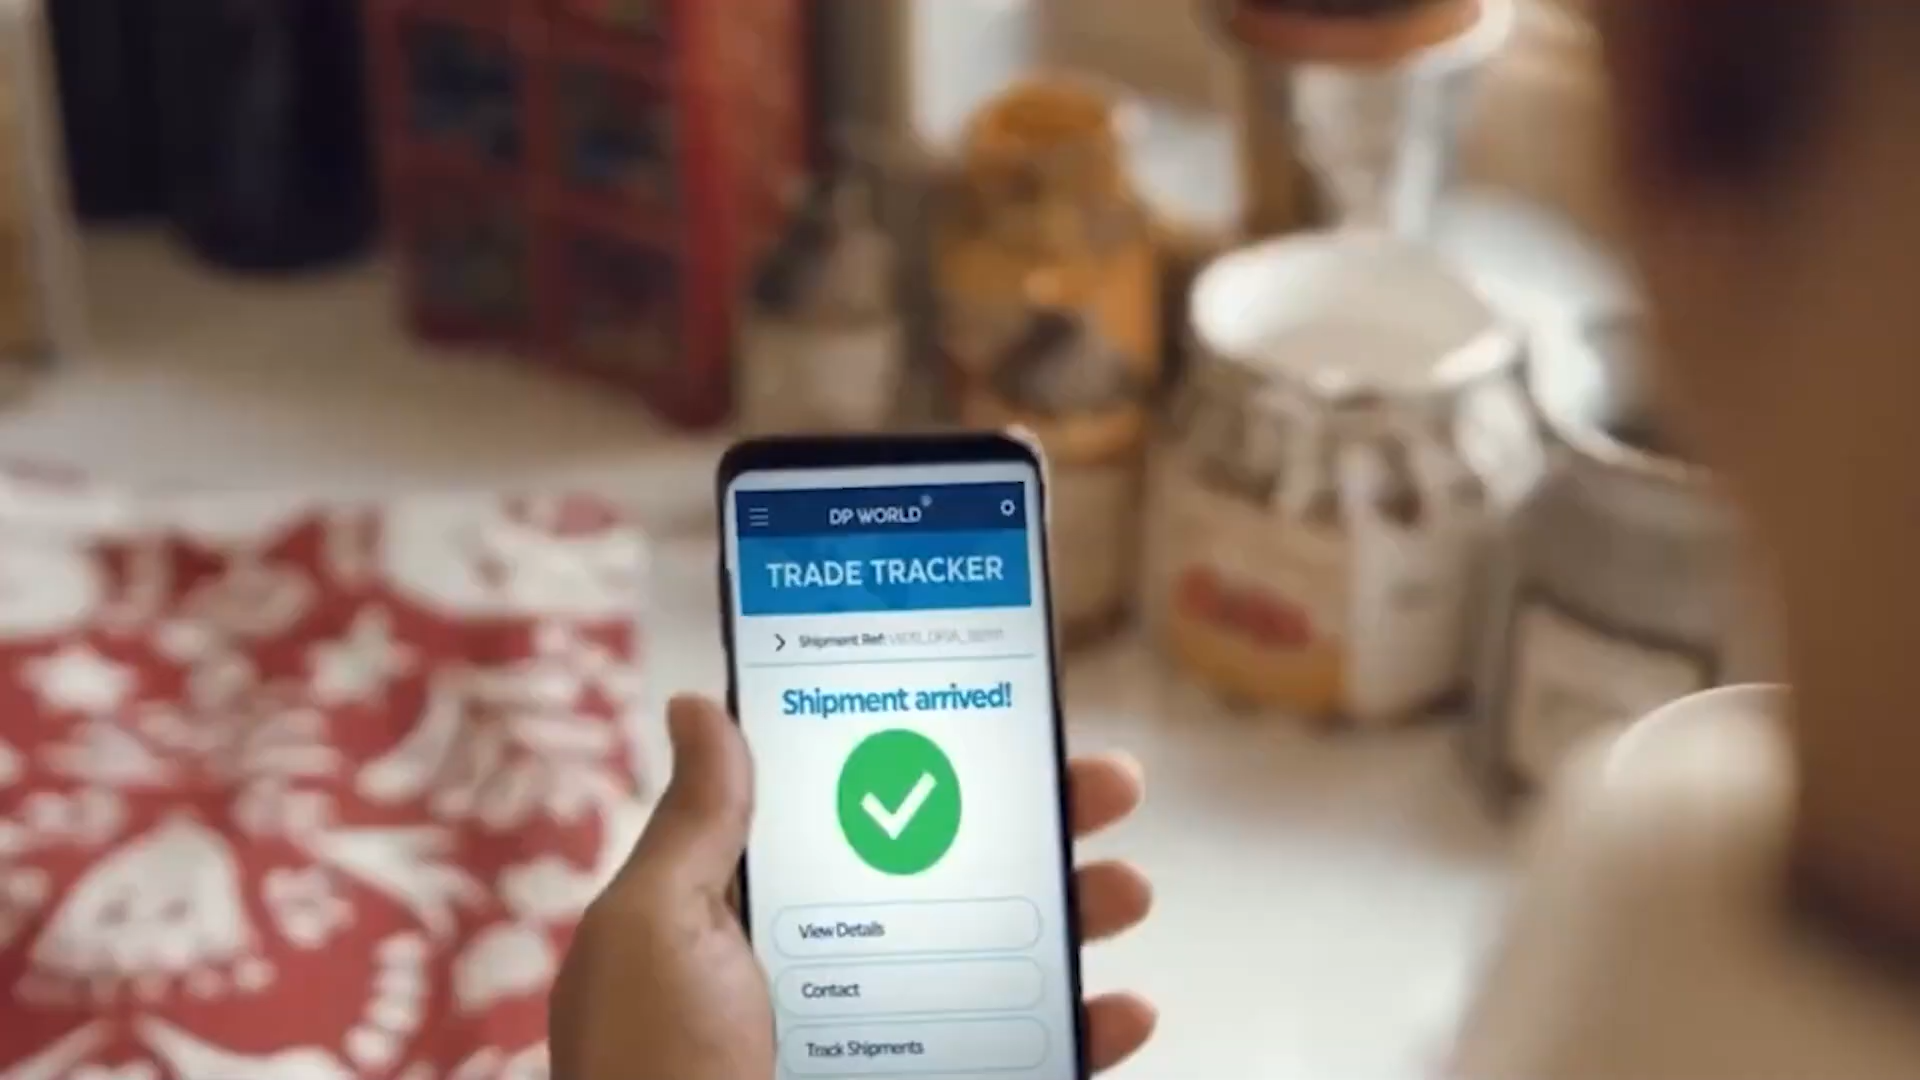 DP WORLD
TRADE TRACKER
Shipment Ref:
Shipment arrived!
View Details
Contact
Track Shipments